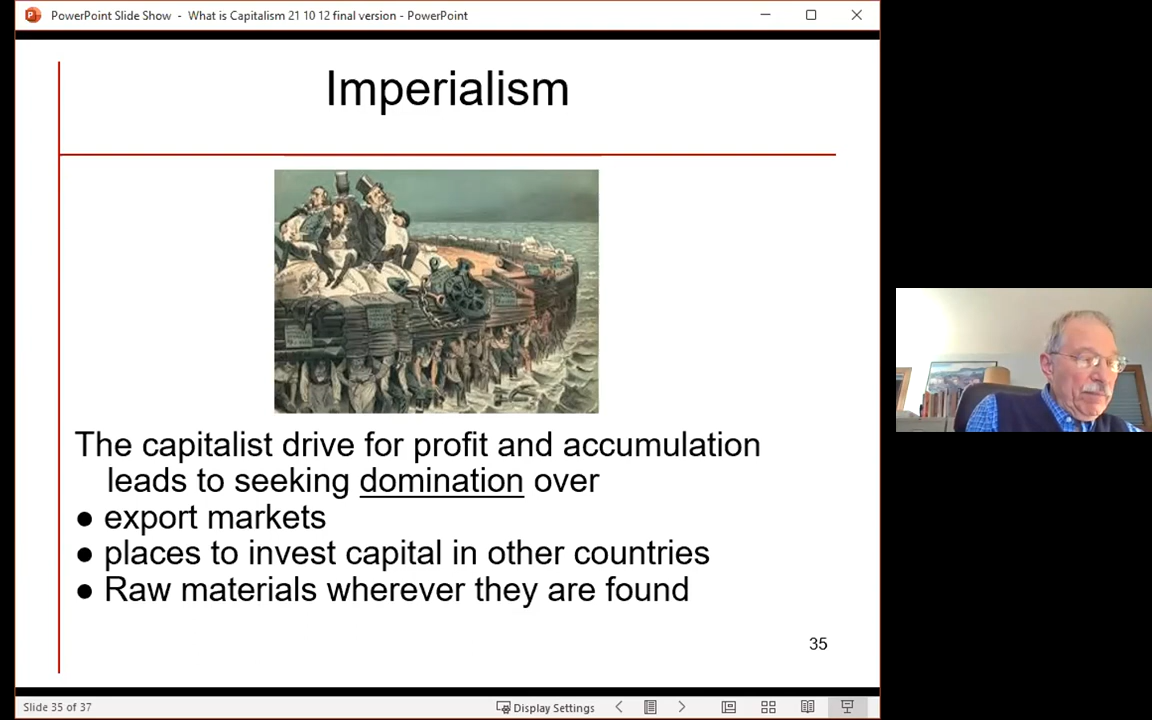 PowerPoint Slide Show - What is Capitalism 21 10 12 final version - PowerPoint
Imperialism
The capitalist drive for profit and accumulation
leads to seeking domination over
● export markets
● places to invest capital in other countries
● Raw materials wherever they are found
35
Slide 35 of 37
Display Settings